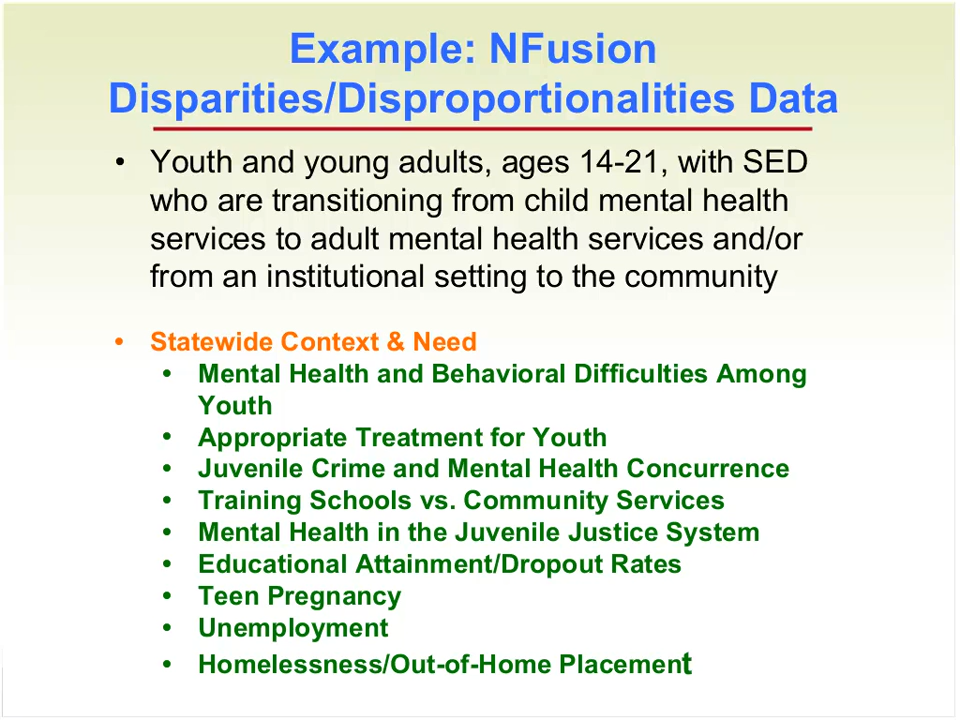 Example: NFusion
Disparities/Disproportionalities Data
• Youth and young adults, ages 14-21, with SED
who are transitioning from child mental health
services to adult mental health services and/or
from an institutional setting to the community
• Statewide Context & Need
• Mental Health and Behavioral Difficulties Among
Youth
• Appropriate Treatment for Youth
• Juvenile Crime and Mental Health Concurrence
• Training Schools vs. Community Services
• Mental Health in the Juvenile Justice System
• Educational Attainment/Dropout Rates
• Teen Pregnancy
• Unemployment
• Homelessness/Out-of-Home Placement